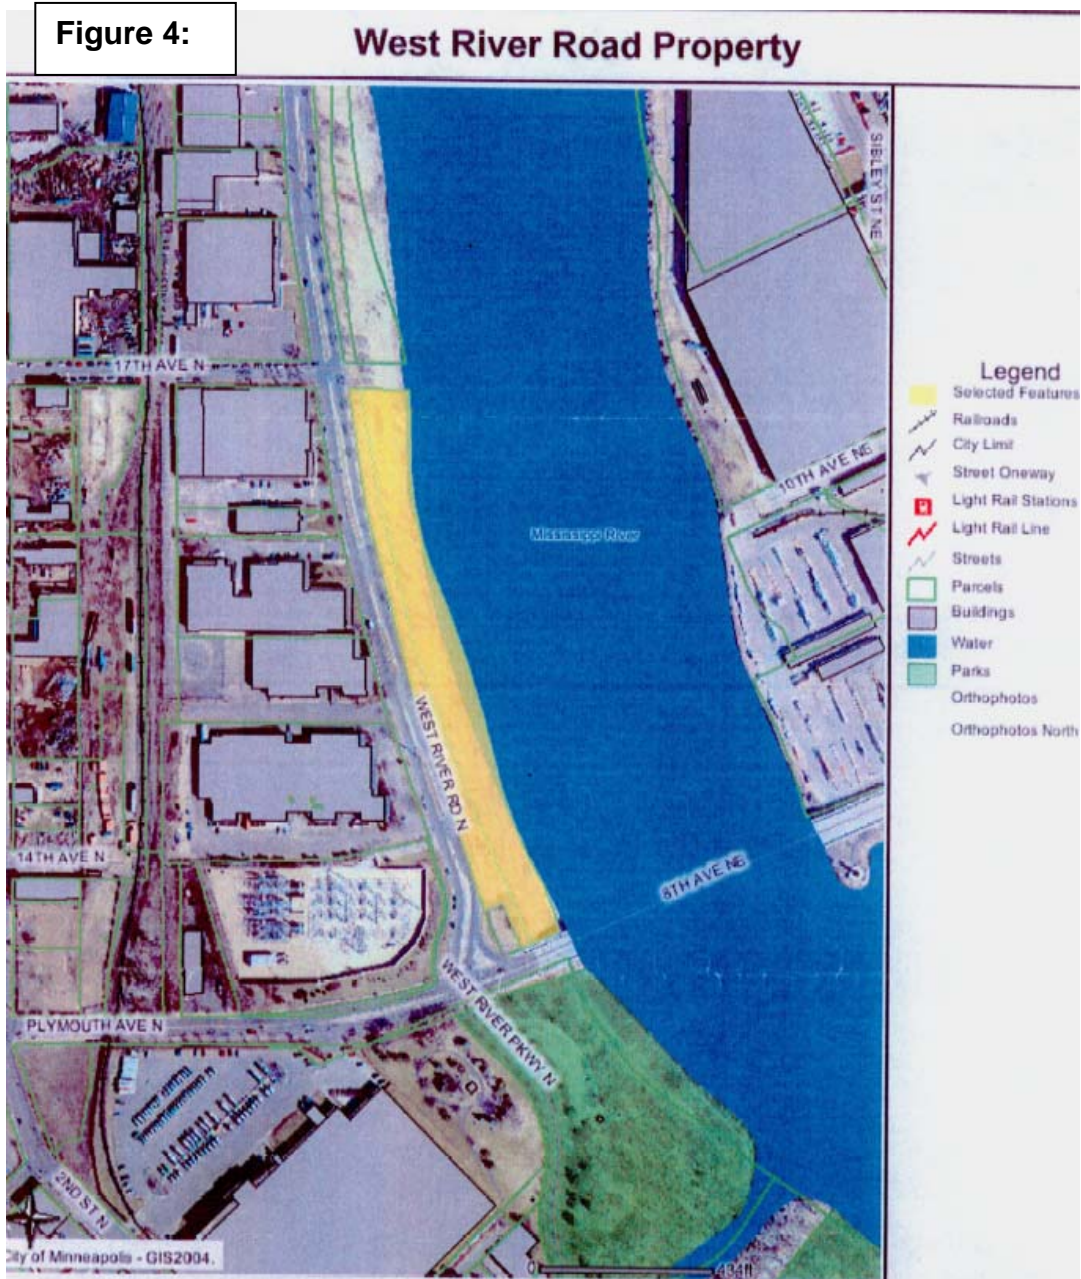 Figure 4:
West River Road Property
SIBLEY ST NE
17TH AVE N
10TH AVE NE
Mississippi River
WEST RIVER RD N
14TH AVE N
8TH AVE NE
WEST RIVER PKWY N
PLYMOUTH AVE N
2ND ST N
City of Minneapolis - GIS2004.
0 434ft
Legend
Selected Features
Railroads
City Limit
Street Oneway
Light Rail Stations
Light Rail Line
Streets
Parcels
Buildings
Water
Parks
Orthophotos
Orthophotos North